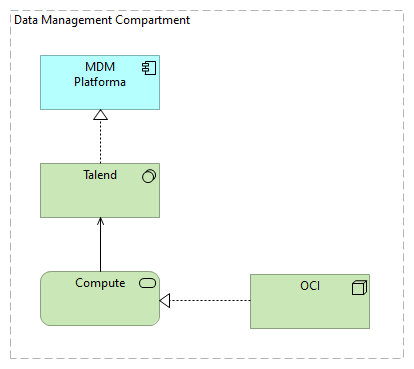 Data Management Compartment
MDM
Platforma
Talend
Compute
OCI